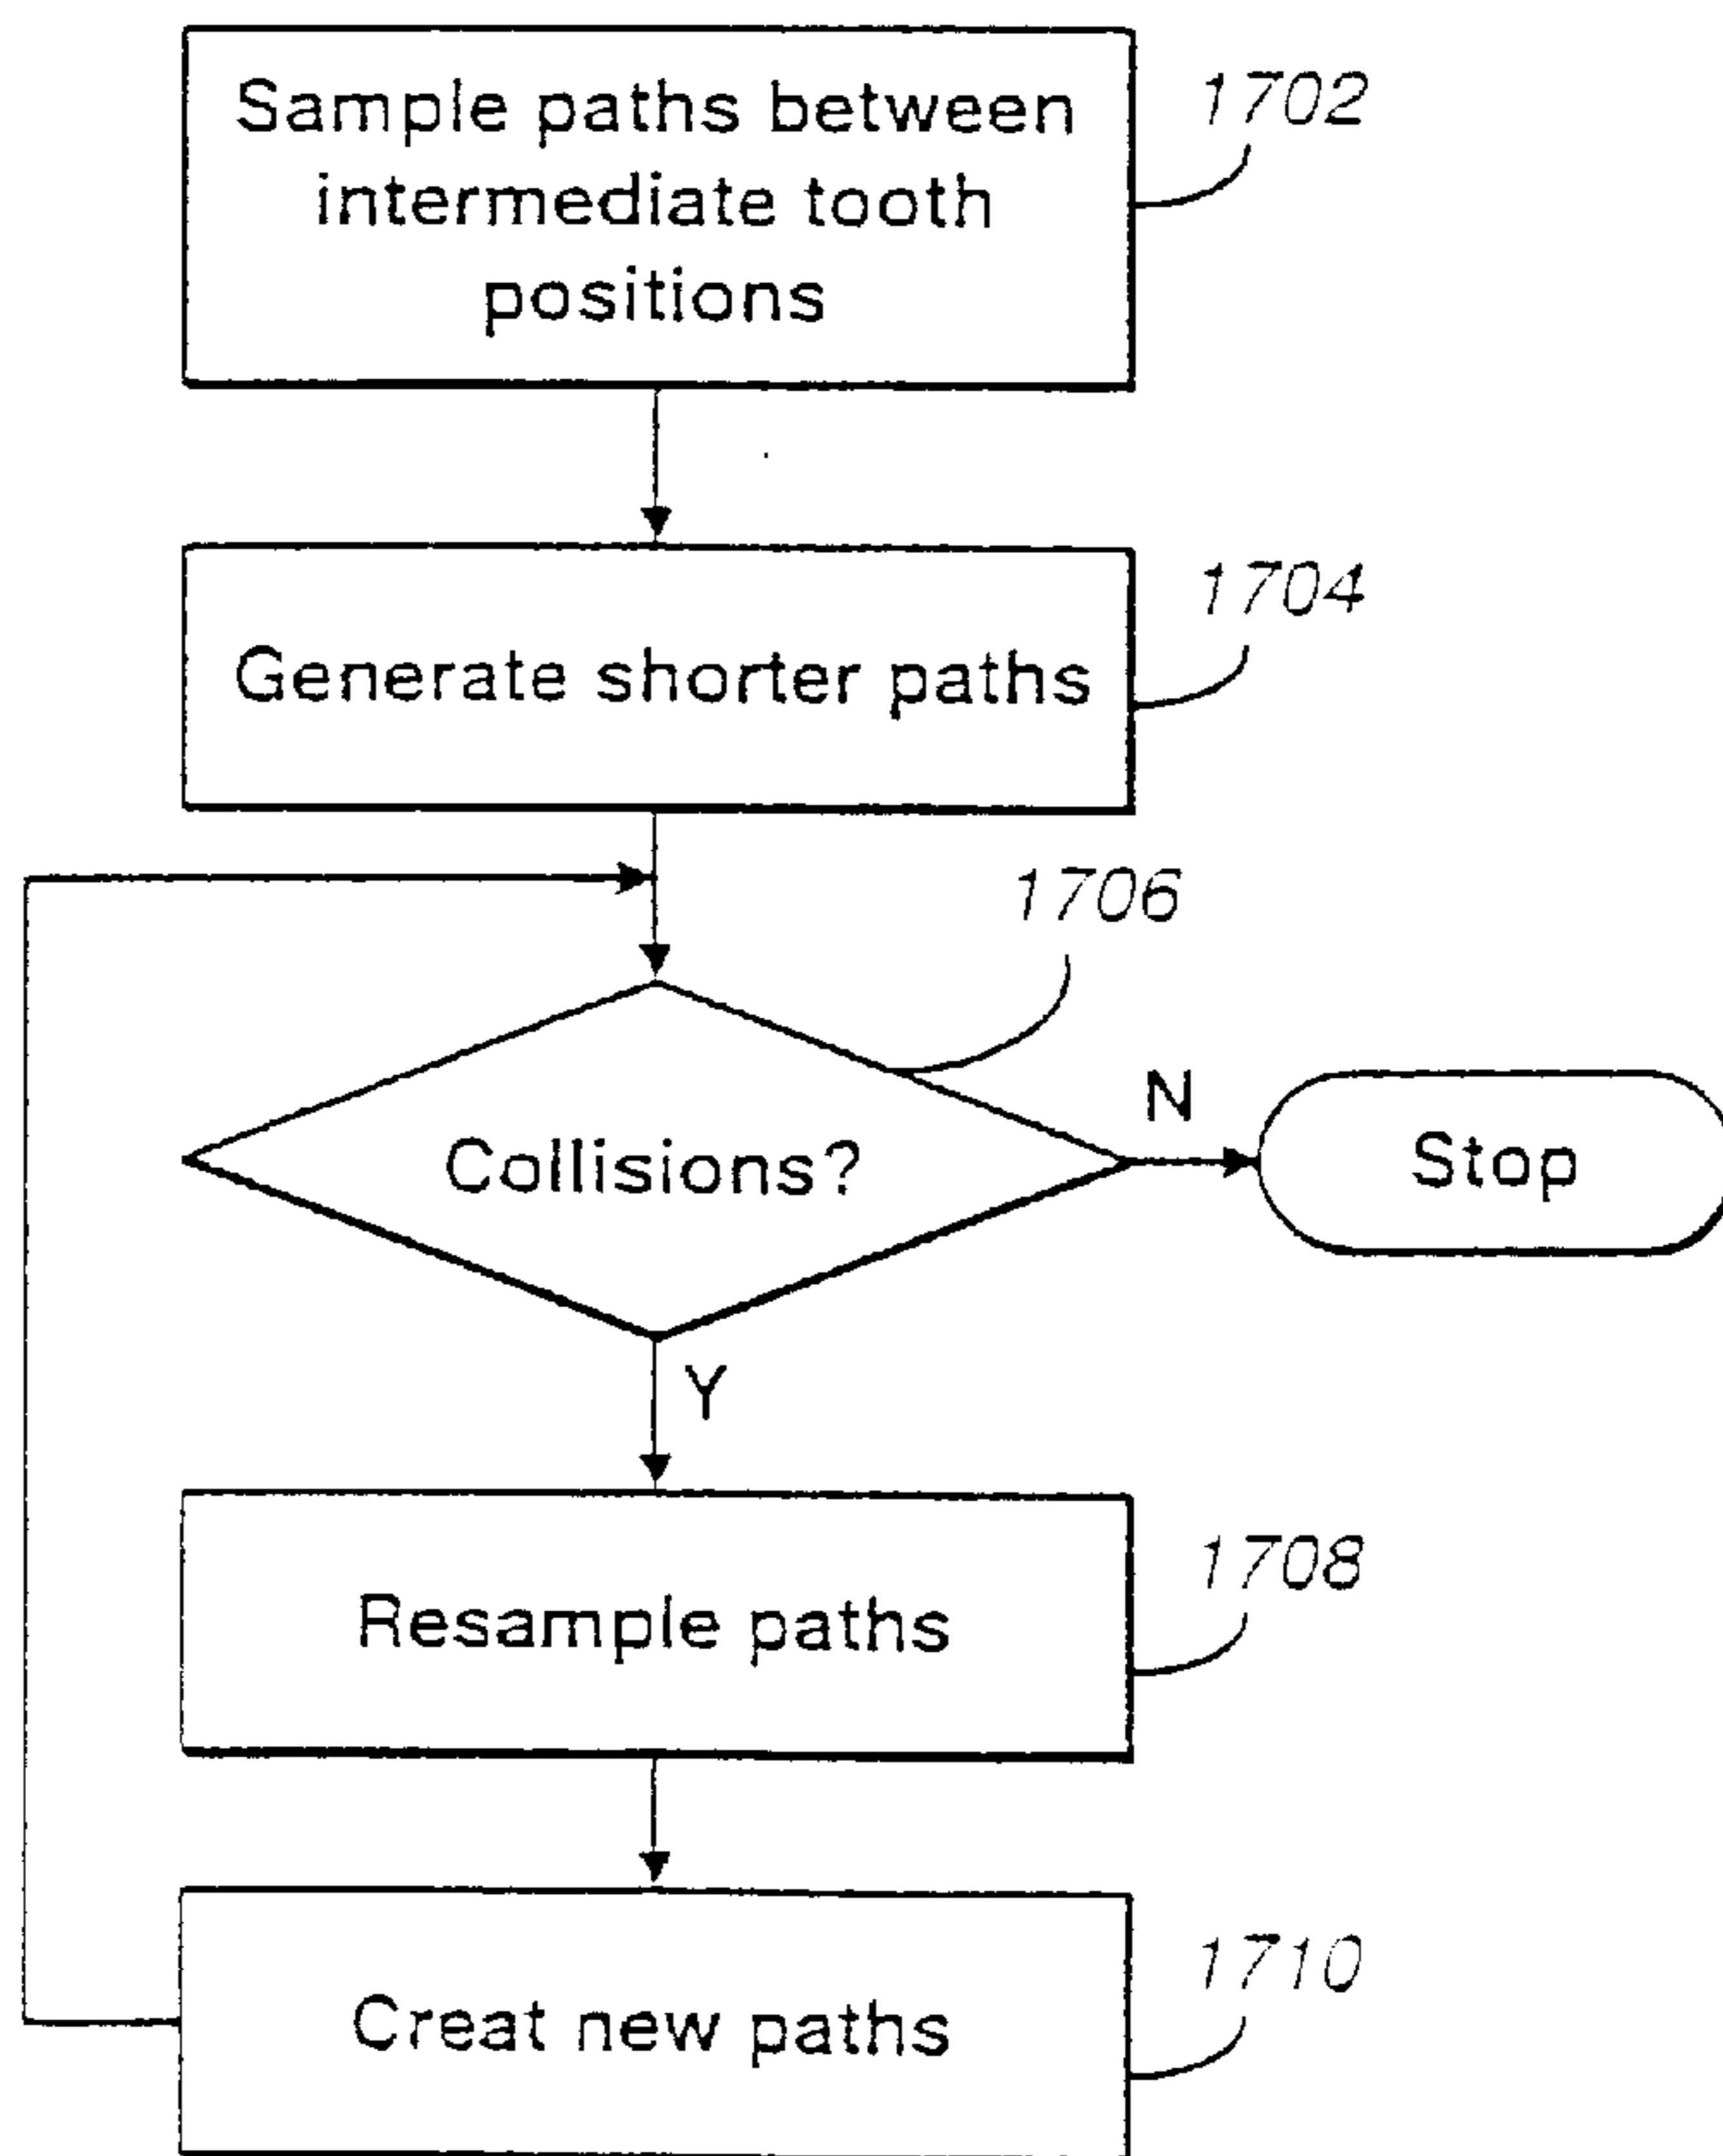 Sample paths between
intermediate tooth
positions
1702
Generate shorter paths
1704
1706
Collisions?
N
Stop
Y
Resample paths
1708
Creat new paths
1710